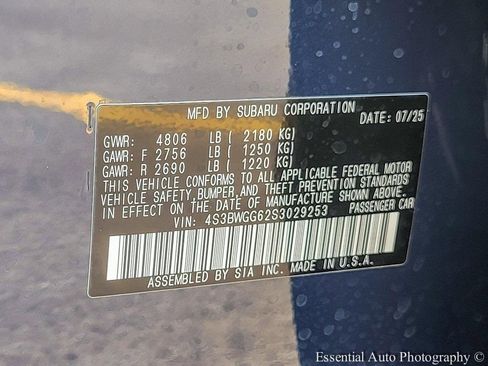 MFD BY SUBARU CORPORATION DATE: 07/25
GVWR: 4806 LB ( 2180 KG)
GAWR: F 2756 LB ( 1250 KG)
GAWR: R 2690 LB ( 1220 KG)
THIS VEHICLE CONFORMS TO ALL APPLICABLE FEDERAL MOTOR
VEHICLE SAFETY,BUMPER,AND THEFT PREVENTION STANDARDS
IN EFFECT ON THE DATE OF MANUFACTURE SHOWN ABOVE.
VIN: 4S3BWGG62S3029253 PASSENGER CAR
ASSEMBLED BY SIA INC. MADE IN U.S.A.
Essential Auto Photography ©